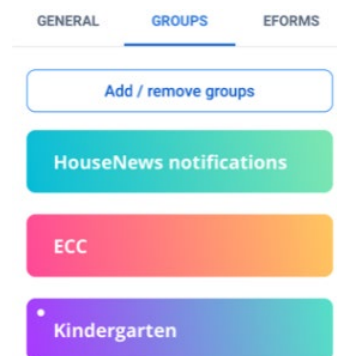 GENERAL GROUPS EFORMS
Add / remove groups
HouseNews notifications
ECC
Kindergarten